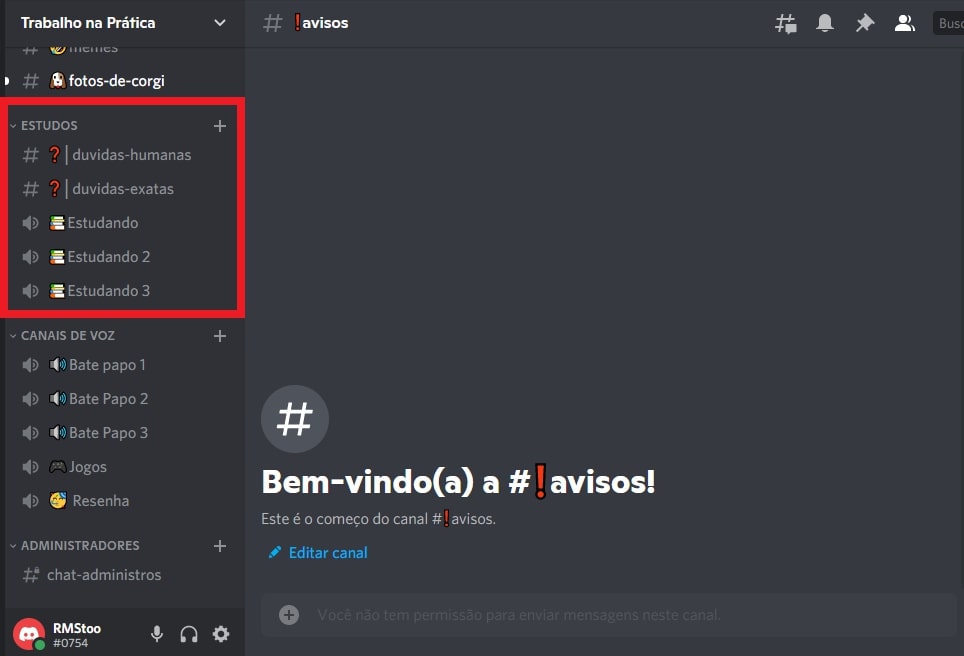 Trabalho na Prática
memes
fotos-de-corgi
ESTUDOS
❓| duvidas-humanas
❓| duvidas-exatas
Estudando
Estudando 2
Estudando 3
CANAIS DE VOZ
Bate papo 1
Bate Papo 2
Bate Papo 3
Jogos
Resenha
ADMINISTRADORES
chat-administros
RMStoo
#0754
# ❗avisos
Busc
Bem-vindo(a) a #❗avisos!
Este é o começo do canal #❗avisos.
Editar canal
Você não tem permissão para enviar mensagens neste canal.